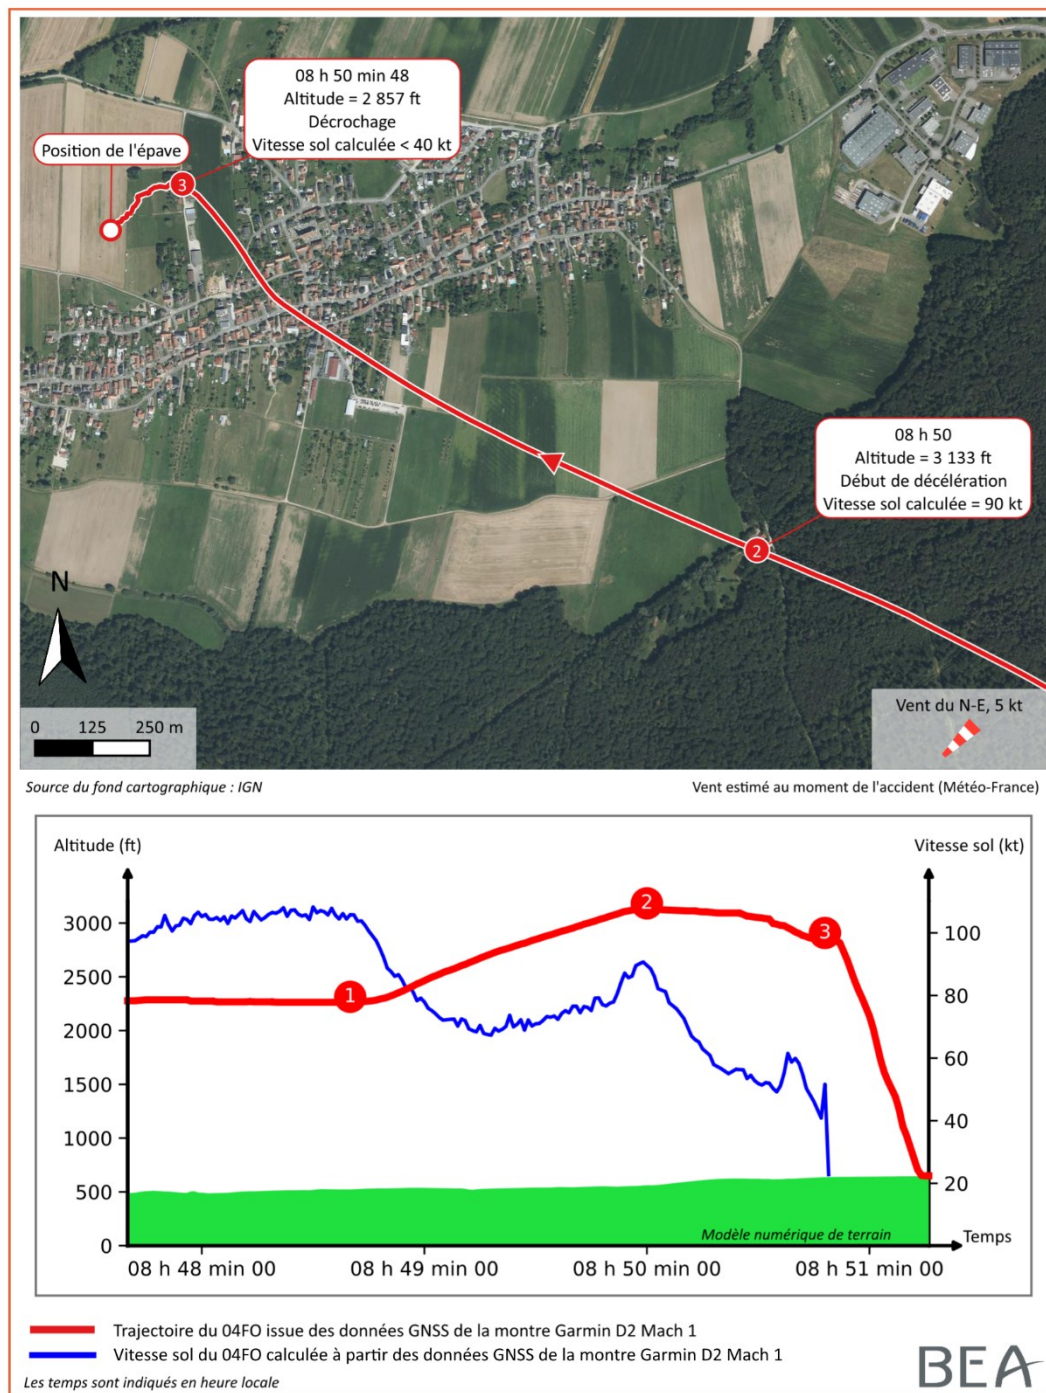 08 h 50 min 48
Altitude = 2 857 ft
Décrochage
Vitesse sol calculée < 40 kt
Position de l'épave
3
08 h 50
Altitude = 3 133 ft
Début de décélération
Vitesse sol calculée = 90 kt
2
N
0 125 250 m
Vent du N-E, 5 kt
Source du fond cartographique : IGN
Vent estimé au moment de l'accident (Météo-France)
Altitude (ft)
Vitesse sol (kt)
3000
2500
2000
1500
1000
500
0
1
2
3
100
80
60
40
20
Modèle numérique de terrain
Temps
08 h 48 min 00
08 h 49 min 00
08 h 50 min 00
08 h 51 min 00
Trajectoire du 04FO issue des données GNSS de la montre Garmin D2 Mach 1
Vitesse sol du 04FO calculée à partir des données GNSS de la montre Garmin D2 Mach 1
Les temps sont indiqués en heure locale
BEA